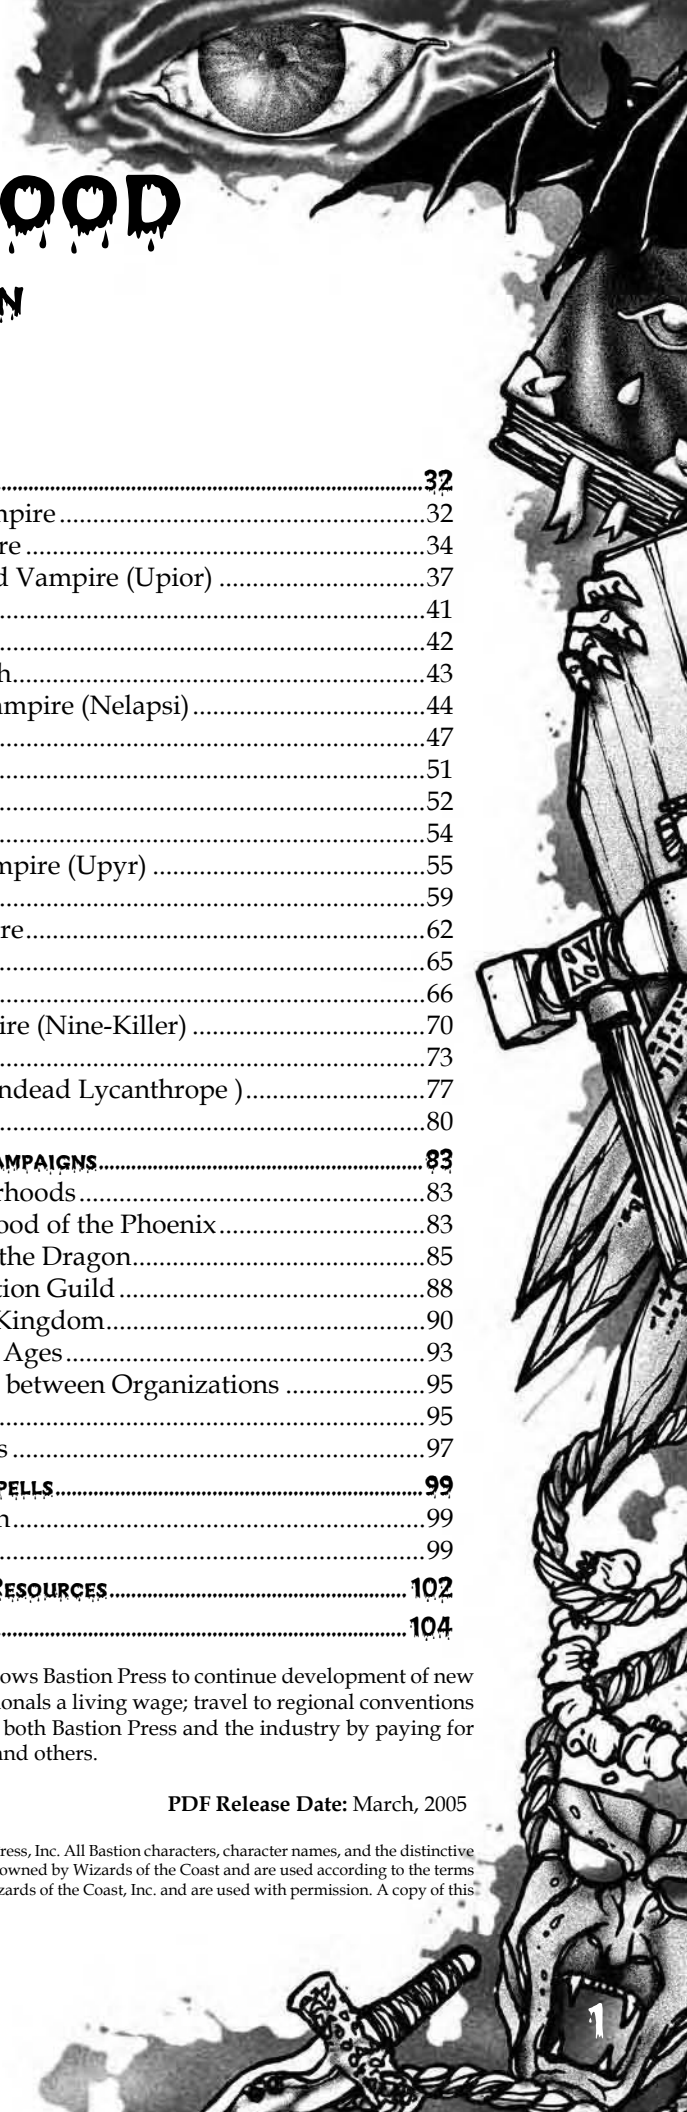 OOD
N
........32
mpire........32
re........34
d Vampire (Upior)........37
........41
........42
h........43
ampire (Nelapsi)........44
........47
........51
........52
........54
mpire (Upyr)........55
........59
re........62
........65
........66
ire (Nine-Killer)........70
........73
ndead Lycanthrope )........77
........80
AMPAIGNS........83
rhoods........83
ood of the Phoenix........83
the Dragon........85
tion Guild........88
Kingdom........90
Ages........93
between Organizations........95
........95
s........97
PELLS........99
n........99
........99
RESOURCES........102
........104
lows Bastion Press to continue development of new
ionals a living wage; travel to regional conventions
both Bastion Press and the industry by paying for
and others.
PDF Release Date: March, 2005
ress, Inc. All Bastion characters, character names, and the distinctive
owned by Wizards of the Coast and are used according to the terms
zards of the Coast, Inc. and are used with permission. A copy of this
1